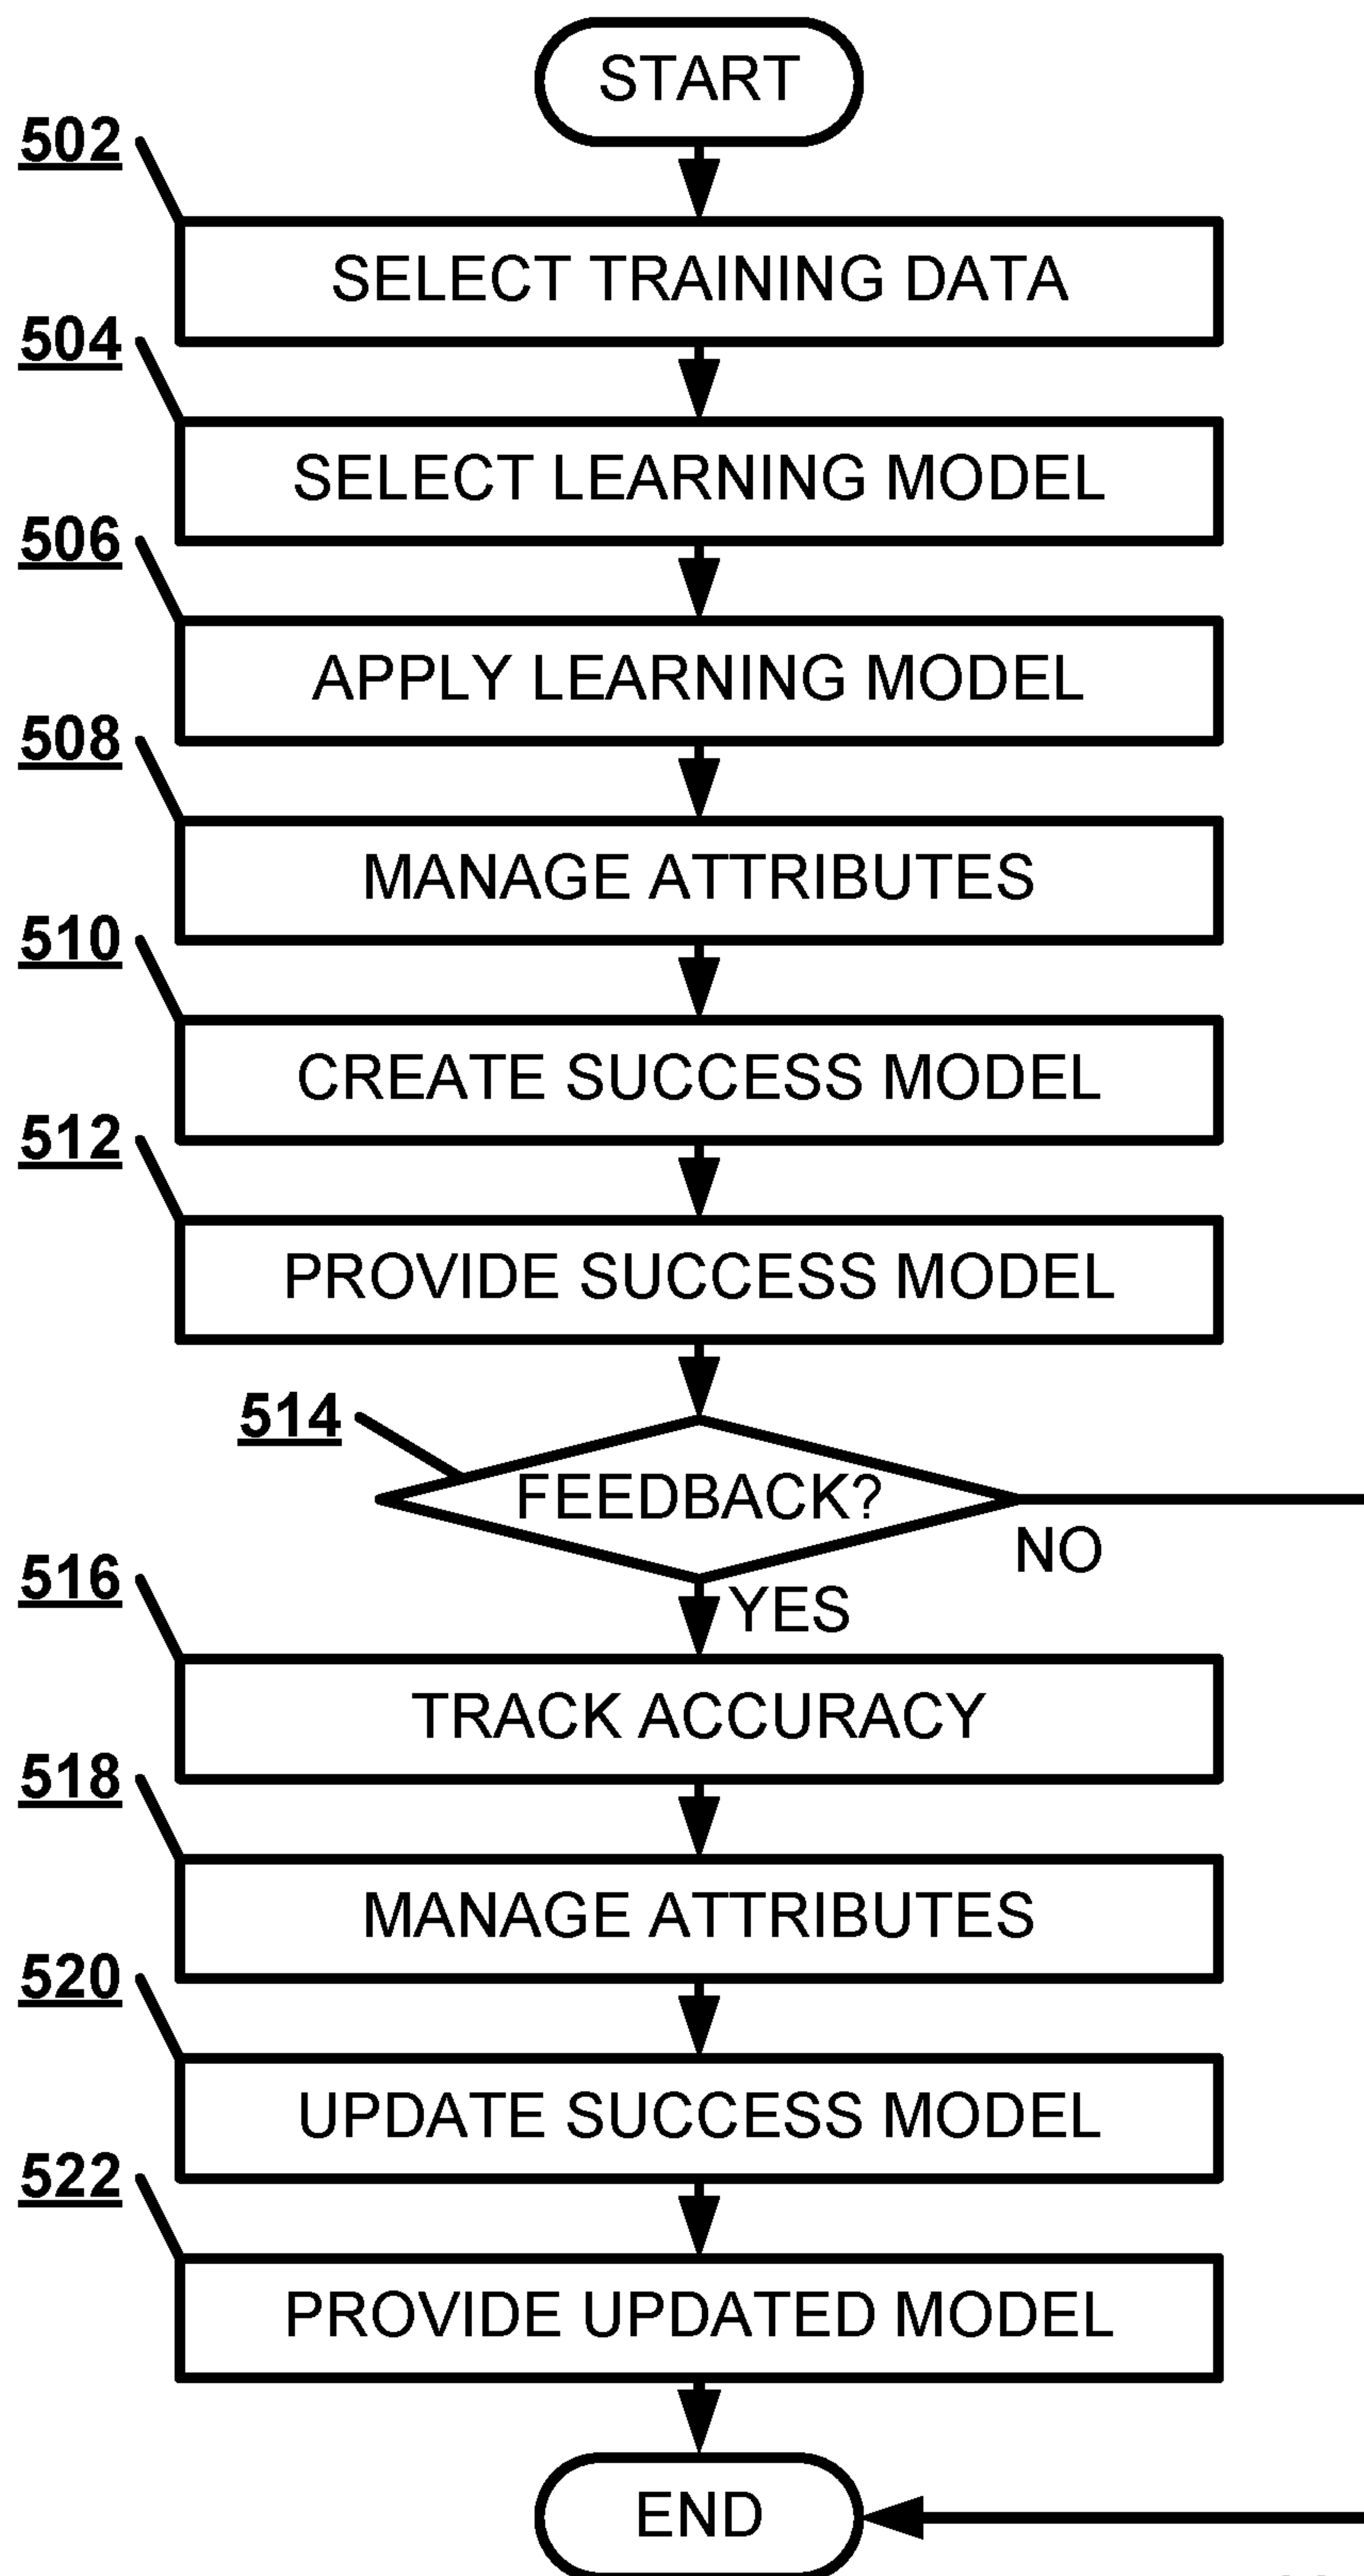 START
502
SELECT TRAINING DATA
504
SELECT LEARNING MODEL
506
APPLY LEARNING MODEL
508
MANAGE ATTRIBUTES
510
CREATE SUCCESS MODEL
512
PROVIDE SUCCESS MODEL
514
FEEDBACK?
NO
YES
516
TRACK ACCURACY
518
MANAGE ATTRIBUTES
520
UPDATE SUCCESS MODEL
522
PROVIDE UPDATED MODEL
END